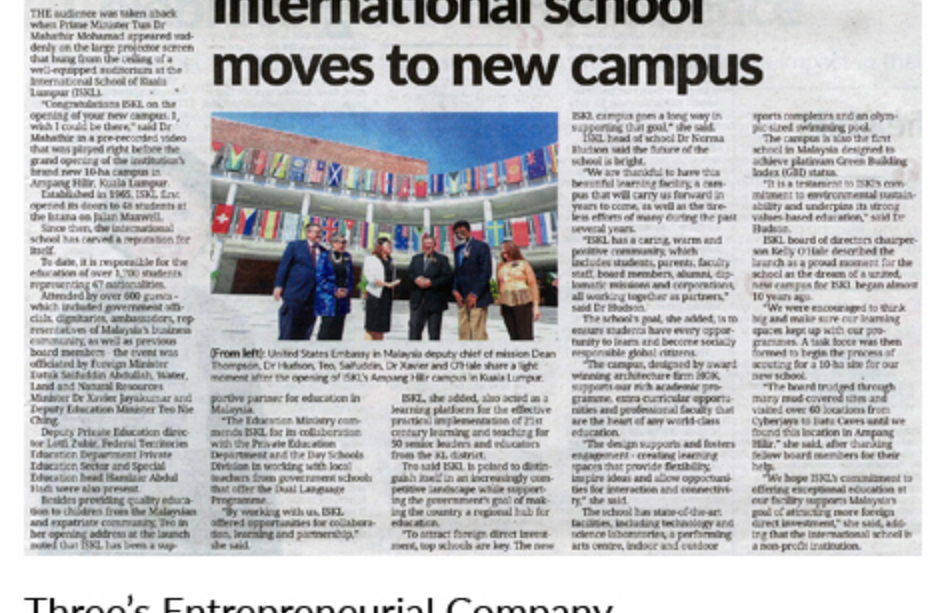 International school
moves to new campus
THE audience was taken aback
when Prime Minister Tun Dr
Mahathir Mohamad appeared sud-
denly on the large projector screen
that hung from the ceiling of a
well-equipped auditorium at the
International School of Kuala
Lumpur (ISKL).
"Congratulations ISKL on the
opening of your new campus. I,
wish I could be there," said Dr
Mahathir in a pre-recorded video
that was played right before the
grand opening of the institution's
brand new 10-ha campus in
Ampang Hilir, Kuala Lumpur.
Established in 1965, ISKL first
opened its doors to 48 students at
the Istana on Jalan Maxwell.
Since then, the international
school has carved a reputation for
itself.
To date, it is responsible for the
education of over 1,700 students
representing 67 nationalities.
Attended by over 600 guests -
which included government offi-
cials, dignitaries, ambassadors, rep-
resentatives of Malaysia's business
community, as well as previous
board members - the event was
officiated by Foreign Minister
Datuk Saifuddin Abdullah, Water,
Land and Natural Resources
Minister Dr Xavier Jayakumar and
Deputy Education Minister Teo Nie
Ching.
Deputy Private Education direc-
tor Lotfi Zubir, Federal Territories
Education Department Private
Education Sector and Special
Education head Hamizar Abdul
Hadi were also present.
Besides providing quality educa-
tion to children from the Malaysian
and expatriate community, Teo in
her opening address at the launch
noted that ISKL has been a sup-
(From left): United States Embassy in Malaysia deputy chief of mission Dean
Thompson, Dr Hudson, Teo, Saifuddin, Dr Xavier and O'Hale share a light
moment after the opening of ISKL's Ampang Hilir campus in Kuala Lumpur.
portive partner for education in
Malaysia.
"The Education Ministry com-
mends ISKL for its collaboration
with the Private Education
Department and the Day Schools
Division in working with local
teachers from government schools
that offer the Dual Language
Programme.
"By working with us, ISKL
offered opportunities for collabora-
tion, learning and partnership,"
she said.
ISKL, she added, also acted as a
learning platform for the effective
practical implementation of 21st
century learning and teaching for
50 senior leaders and educators
from the KL district.
Teo said ISKL is poised to distin-
guish itself in an increasingly com-
petitive landscape while support-
ing the government's goal of mak-
ing the country a regional hub for
education.
"To attract foreign direct invest-
ment, top schools are key. The new
ISKL campus goes a long way in
supporting that goal," she said.
ISKL head of school Dr Norma
Hudson said the future of the
school is bright.
"We are thankful to have this
beautiful learning facility, a cam-
pus that will carry us forward in
years to come, as well as the tire-
less efforts of many during the past
several years.
"ISKL has a caring, warm and
positive community, which
includes students, parents, faculty
staff, board members, alumni, dip-
lomatic missions and corporations,
all working together as partners,"
said Dr Hudson.
The school's goal, she added, is to
ensure students have every oppor-
tunity to learn and become socially
responsible global citizens.
"The campus, designed by award
winning architecture firm HOK,
supports our rich academic pro-
gramme, extra-curricular opportu-
nities and professional faculty that
are the heart of any world-class
education.
"The design supports and fosters
engagement - creating learning
spaces that provide flexibility,
inspire ideas and allow opportuni-
ties for interaction and connectivi-
ty," she said.
The school has state-of-the-art
facilities, including technology and
science laboratories, a performing
arts centre, indoor and outdoor
sports complexes and an olym-
pic-sized swimming pool.
The campus is also the first
school in Malaysia designed to
achieve platinum Green Building
Index (GBI) status.
"It is a testament to ISKL's com-
mitment to environmental sustain-
ability and underpins its strong
values-based education," said Dr
Hudson.
ISKL board of directors chairper-
son Kelly O'Hale described the
launch as a proud moment for the
school as the dream of a united,
new campus for ISKL began almost
10 years ago.
"We were encouraged to think
big and make sure our learning
spaces kept up with our pro-
grammes. A task force was then
formed to begin the process of
scouting for a 10-ha site for our
new school.
"The board trudged through
many mud-covered sites and
visited over 60 locations from
Cyberjaya to Batu Caves until we
found this location in Ampang
Hilir," she said, after thanking
fellow board members for their
help.
"We hope ISKL's commitment to
offering exceptional education at
our facility supports Malaysia's
goal of attracting more foreign
direct investment," she said, add-
ing that the international school is
a non-profit institution.
Three's Entrepreneurial Company